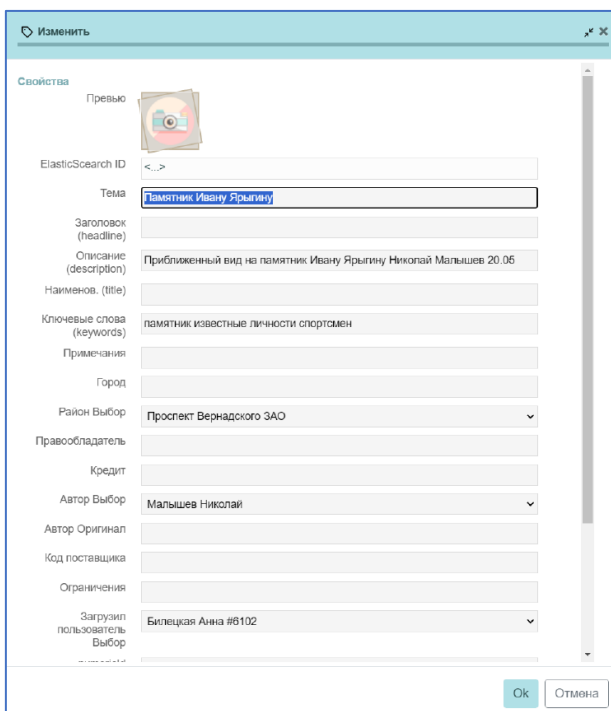 Изменить
Свойства
Превью
ElasticScearch ID
<...>
Тема
Памятник Ивану Ярыгину
Заголовок
(headline)
Описание
(description)
Приближенный вид на памятник Ивану Ярыгину Николай Малышев 20.05
Наименов. (title)
Ключевые слова
(keywords)
памятник известные личности спортсмен
Примечания
Город
Район Выбор
Проспект Вернадского ЗАО
Правообладатель
Кредит
Автор Выбор
Малышев Николай
Автор Оригинал
Код поставщика
Ограничения
Загрузил
пользователь
Выбор
Билецкая Анна #6102
Ok
Отмена